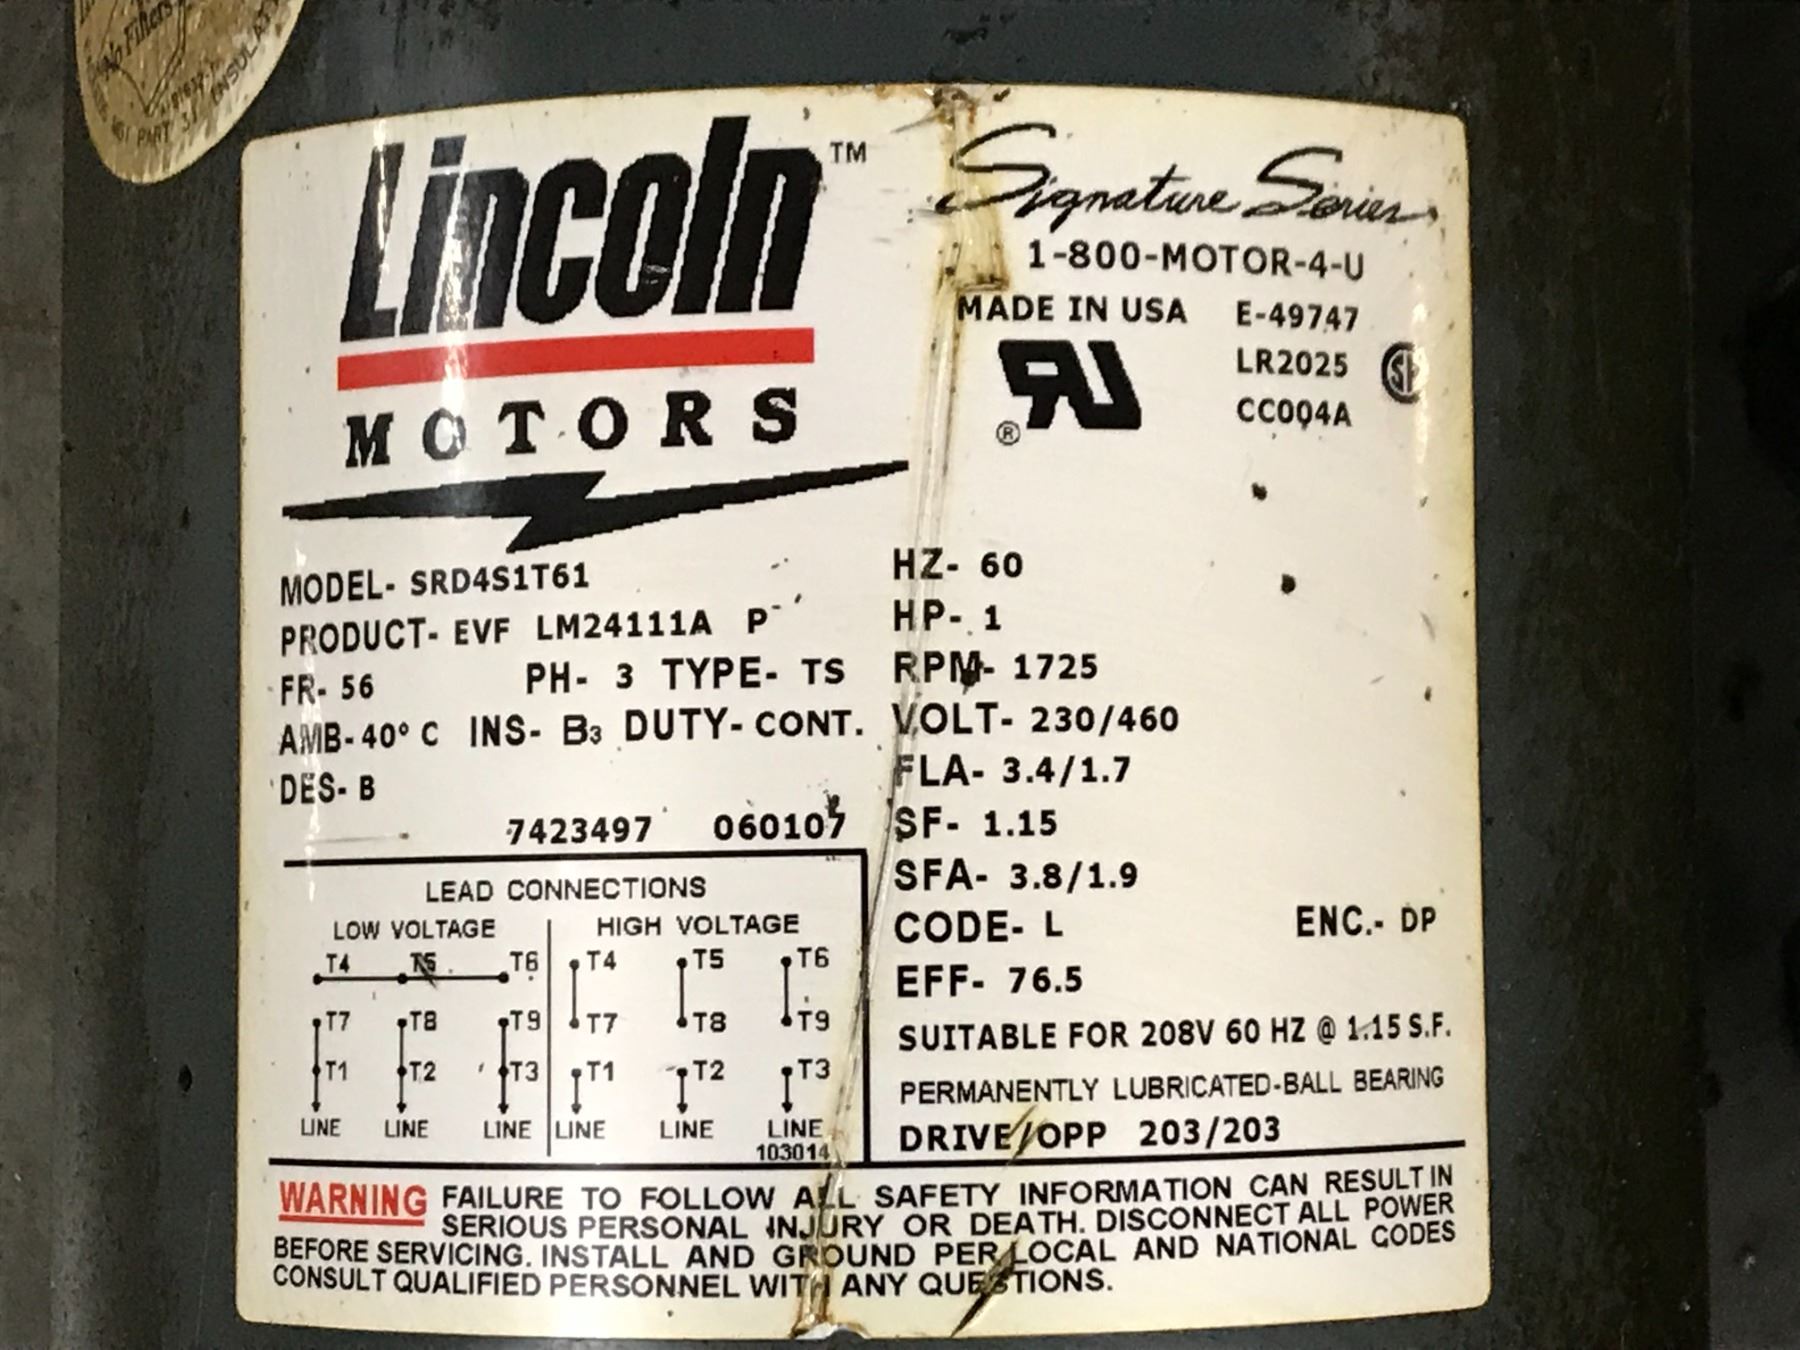 No Filters
PART INSULAT
Lincoln™
MOTORS
Signature Series
1-800-MOTOR-4-U
MADE IN USA E-49747
LR2025
CC004A
MODEL- SRD4S1T61
PRODUCT- EVF LM24111A P
FR- 56 PH- 3 TYPE- TS
AMB- 40° C INS- B3 DUTY- CONT.
DES- B
7423497 060107
HZ- 60
HP- 1
RPM- 1725
VOLT- 230/460
FLA- 3.4/1.7
SF- 1.15
SFA- 3.8/1.9
CODE- L ENC.- DP
EFF- 76.5
SUITABLE FOR 208V 60 HZ @ 1.15 S.F.
PERMANENTLY LUBRICATED-BALL BEARING
DRIVE/OPP 203/203
LEAD CONNECTIONS
LOW VOLTAGE HIGH VOLTAGE
T4 T5 T6 T4 T5 T6
T7 T8 T9 T7 T8 T9
T1 T2 T3 T1 T2 T3
LINE LINE LINE LINE LINE LINE
103014
WARNING FAILURE TO FOLLOW ALL SAFETY INFORMATION CAN RESULT IN
SERIOUS PERSONAL INJURY OR DEATH. DISCONNECT ALL POWER
BEFORE SERVICING. INSTALL AND GROUND PER LOCAL AND NATIONAL CODES
CONSULT QUALIFIED PERSONNEL WITH ANY QUESTIONS.